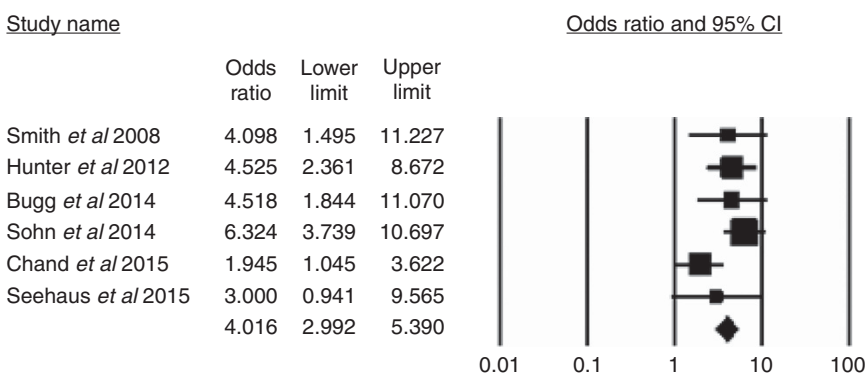 Study name Odds ratio and 95% CI
Odds ratio Lower limit Upper limit
Smith et al 2008 4.098 1.495 11.227
Hunter et al 2012 4.525 2.361 8.672
Bugg et al 2014 4.518 1.844 11.070
Sohn et al 2014 6.324 3.739 10.697
Chand et al 2015 1.945 1.045 3.622
Seehaus et al 2015 3.000 0.941 9.565
4.016 2.992 5.390
0.01 0.1 1 10 100